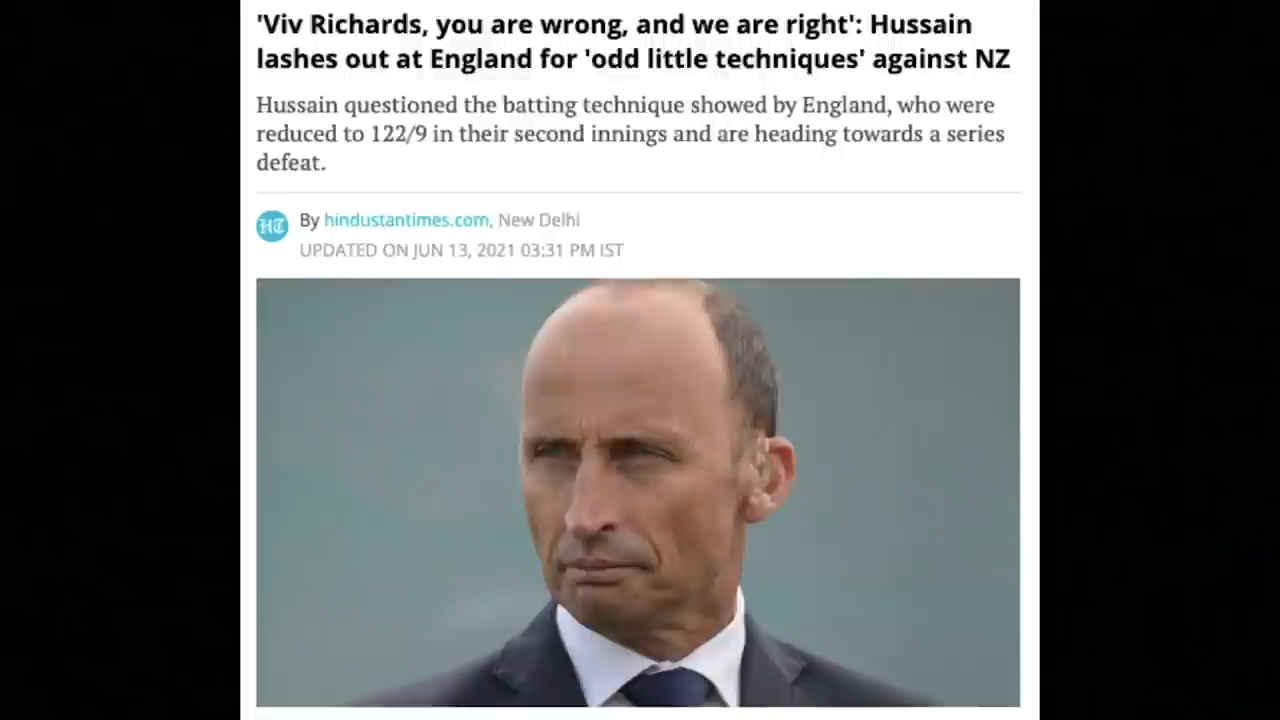 'Viv Richards, you are wrong, and we are right': Hussain
lashes out at England for 'odd little techniques' against NZ
Hussain questioned the batting technique showed by England, who were
reduced to 122/9 in their second innings and are heading towards a series
defeat.
HT
By hindustantimes.com, New Delhi
UPDATED ON JUN 13, 2021 03:31 PM IST